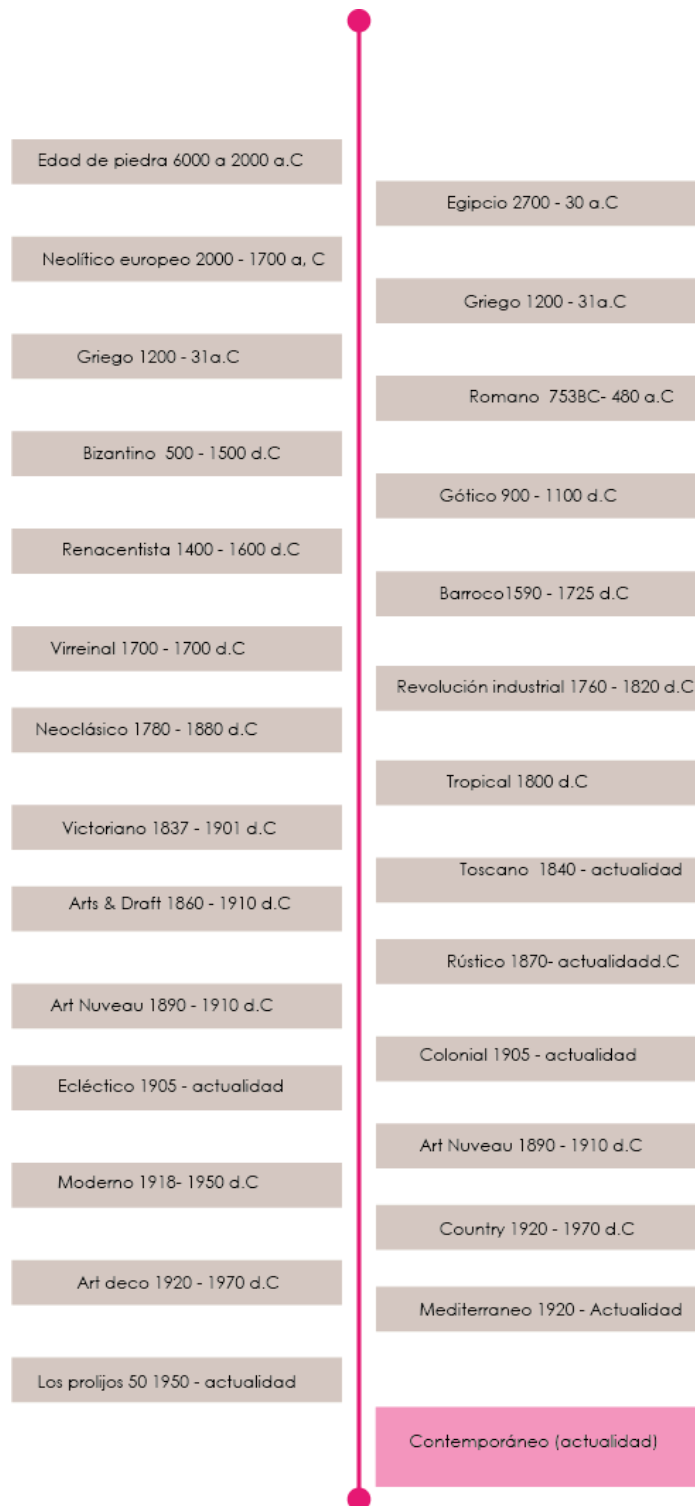 Edad de piedra 6000 a 2000 a.C
Egipcio 2700 - 30 a.C
Neolítico europeo 2000 - 1700 a, C
Griego 1200 - 31a.C
Griego 1200 - 31a.C
Romano 753BC- 480 a.C
Bizantino 500 - 1500 d.C
Gótico 900 - 1100 d.C
Renacentista 1400 - 1600 d.C
Barroco1590 - 1725 d.C
Virreinal 1700 - 1700 d.C
Revolución industrial 1760 - 1820 d.C
Neoclásico 1780 - 1880 d.C
Tropical 1800 d.C
Victoriano 1837 - 1901 d.C
Toscano 1840 - actualidad
Arts & Draft 1860 - 1910 d.C
Rústico 1870- actualidadd.C
Art Nuveau 1890 - 1910 d.C
Colonial 1905 - actualidad
Ecléctico 1905 - actualidad
Art Nuveau 1890 - 1910 d.C
Moderno 1918- 1950 d.C
Country 1920 - 1970 d.C
Art deco 1920 - 1970 d.C
Mediterraneo 1920 - Actualidad
Los prolijos 50 1950 - actualidad
Contemporáneo (actualidad)